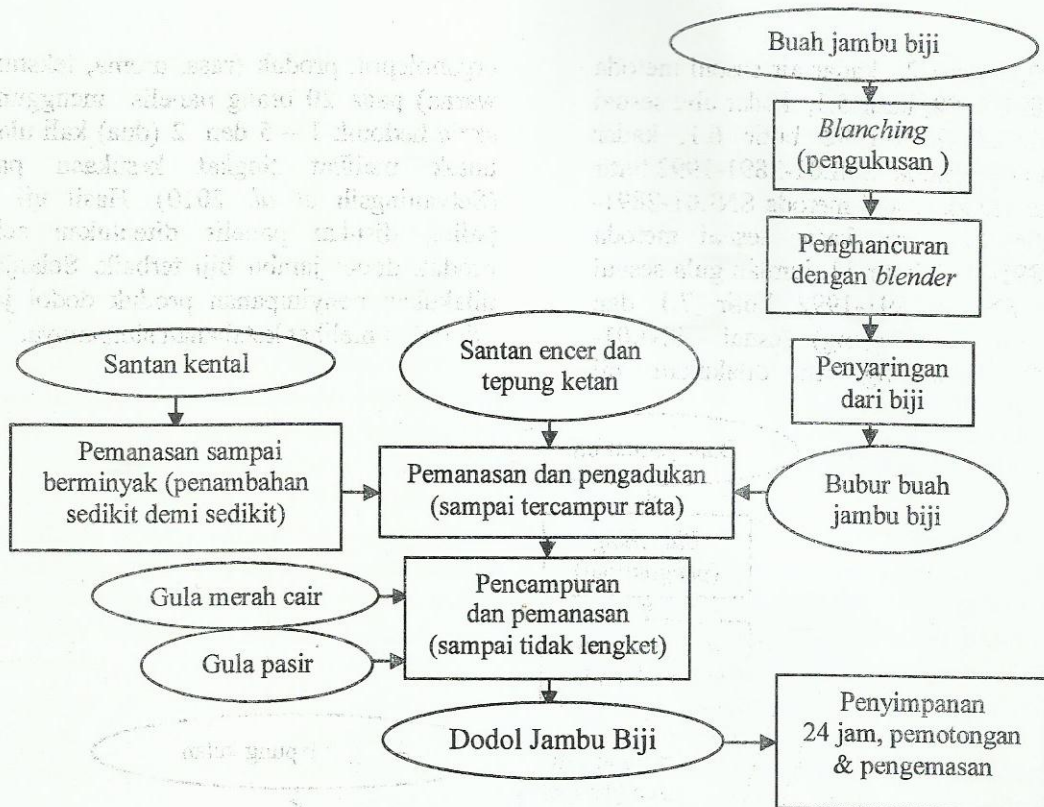 Buah jambu biji
Blanching
(pengukusan )
Penghancuran
dengan blender
Penyaringan
dari biji
Bubur buah
jambu biji
Santan kental
Pemanasan sampai
berminyak (penambahan
sedikit demi sedikit)
Santan encer dan
tepung ketan
Pemanasan dan pengadukan
(sampai tercampur rata)
Gula merah cair
Gula pasir
Pencampuran
dan pemanasan
(sampai tidak lengket)
Dodol Jambu Biji
Penyimpanan
24 jam, pemotongan
& pengemasan